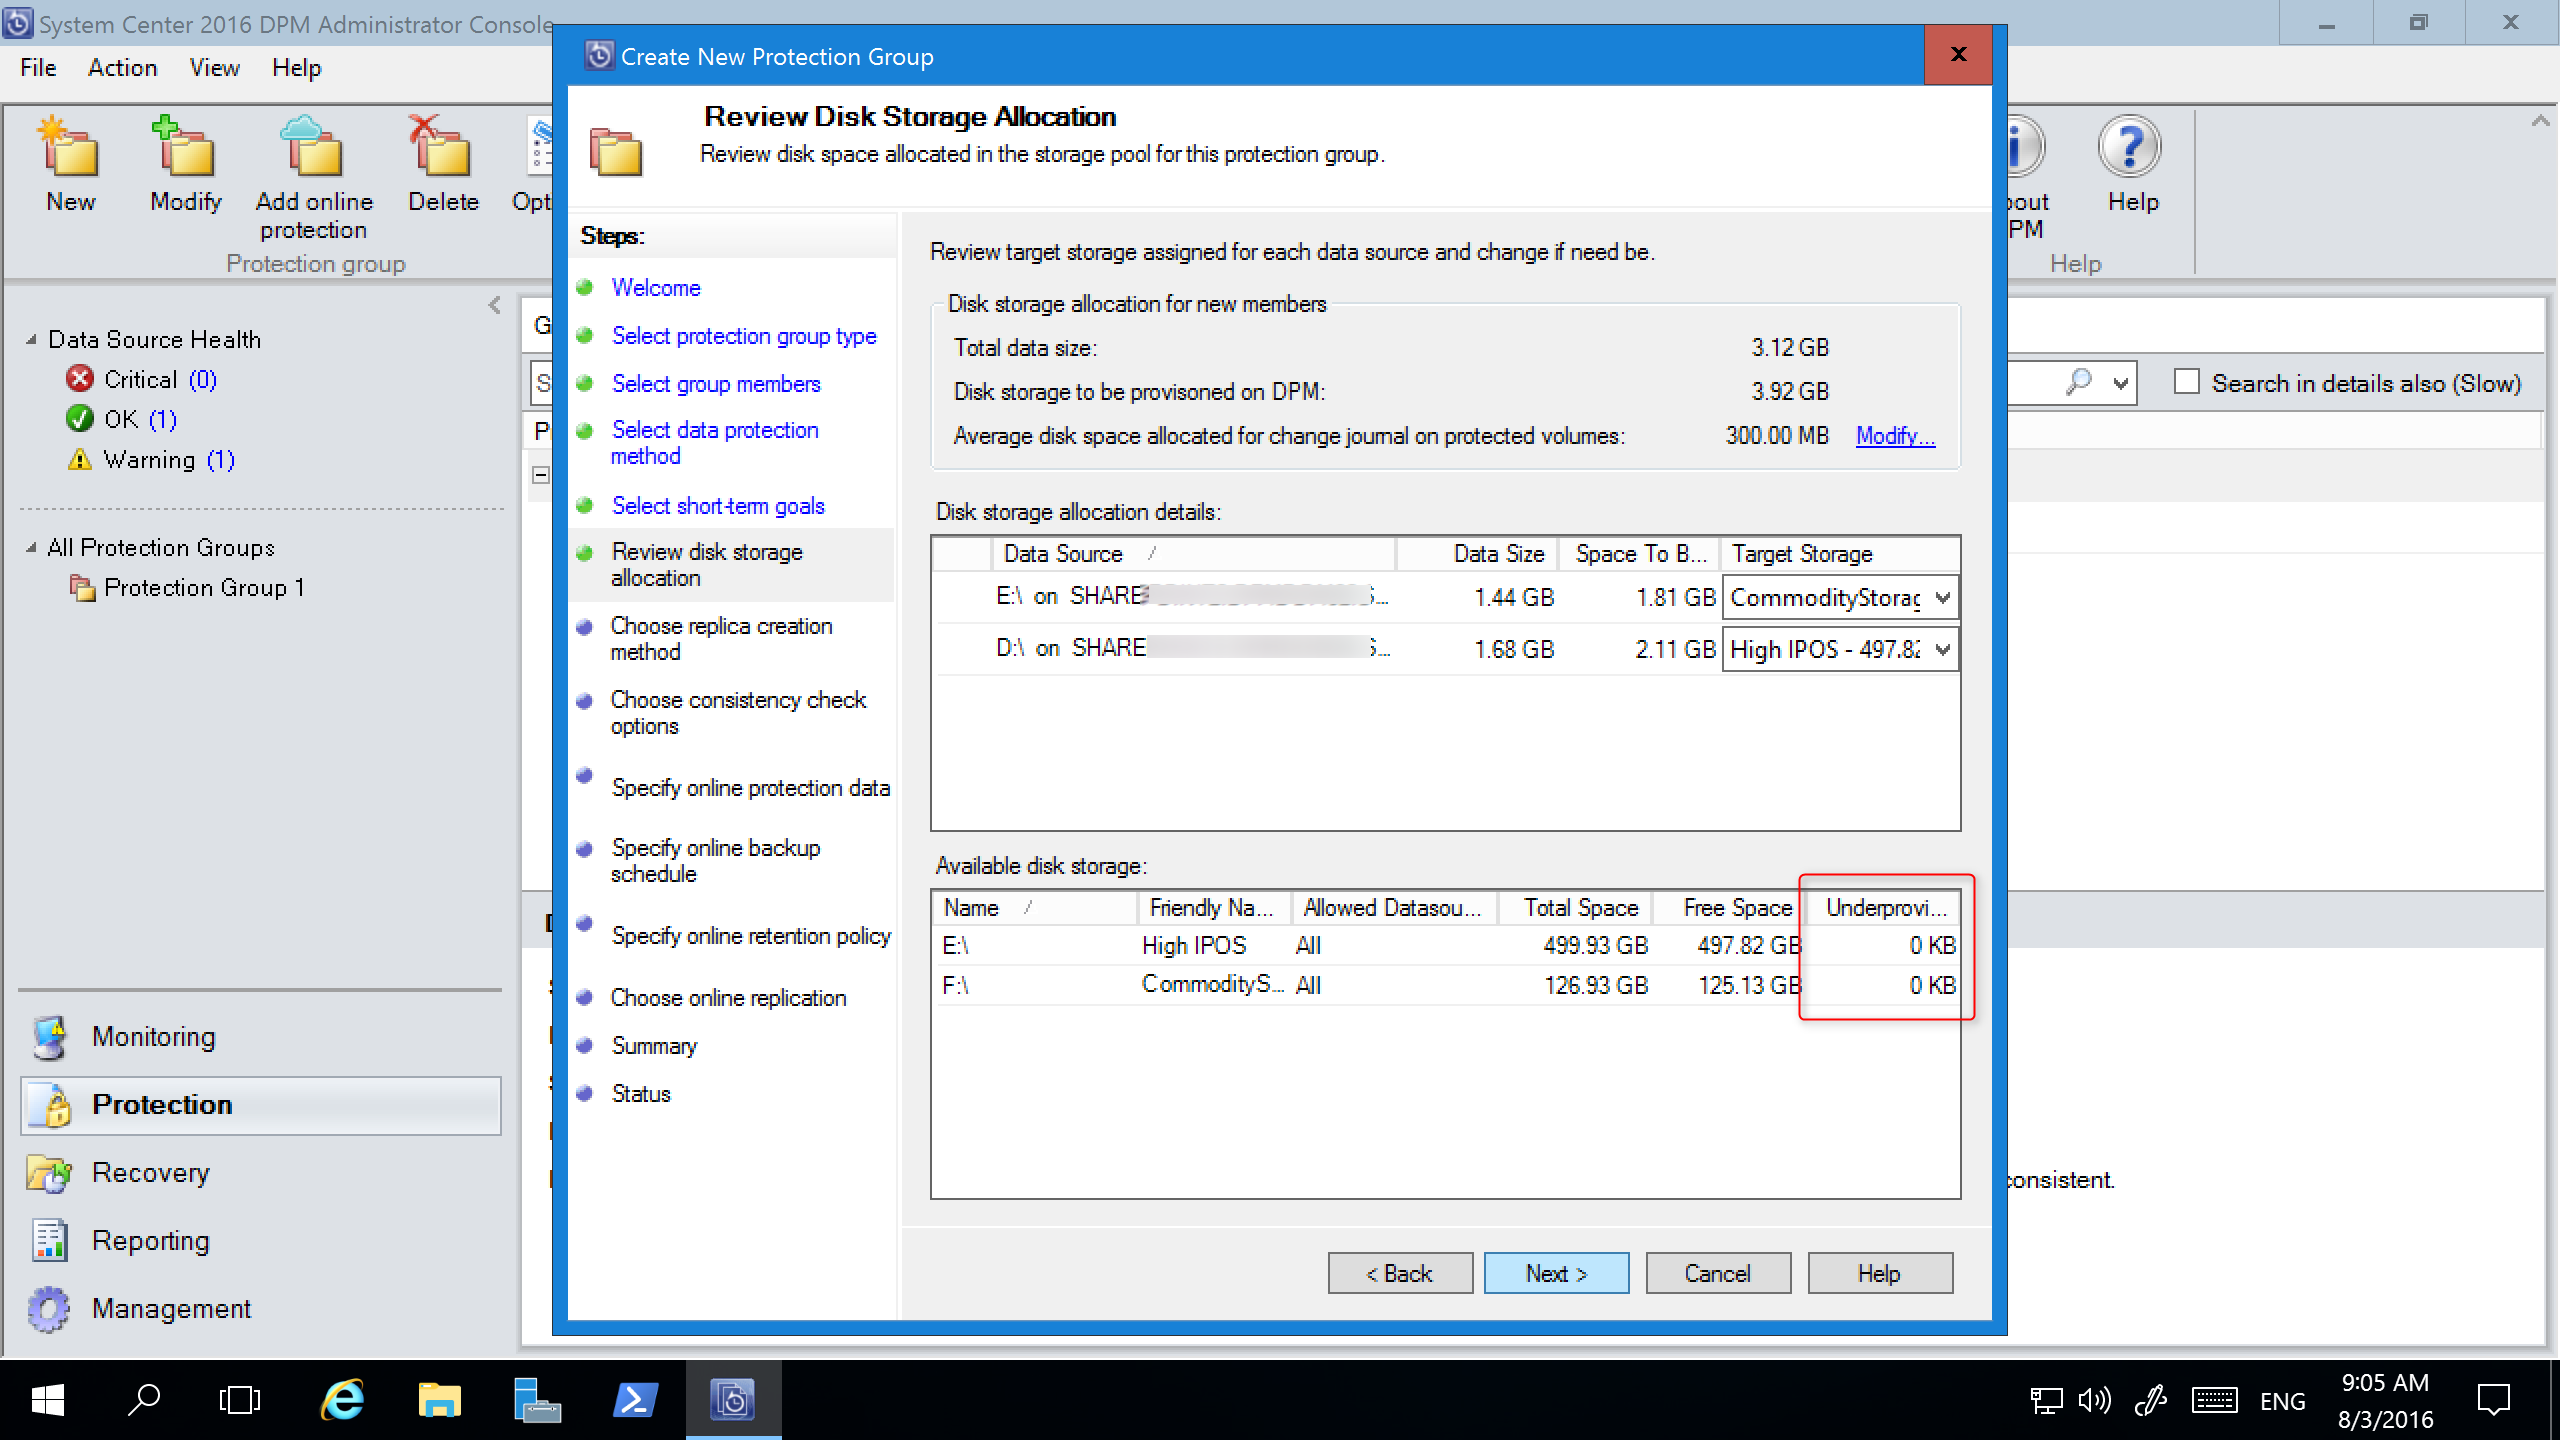 System Center 2016 DPM Administrator Console
File Action View Help
New
Modify
Add online
protection
Delete
Opt
Protection group
bout
PM
Help
Help
Data Source Health
Critical (0)
OK (1)
Warning (1)
All Protection Groups
Protection Group 1
Monitoring
Protection
Recovery
Reporting
Management
Search in details also (Slow)
consistent.
Create New Protection Group
Review Disk Storage Allocation
Review disk space allocated in the storage pool for this protection group.
Steps:
Welcome
Select protection group type
Select group members
Select data protection
method
Select short-term goals
Review disk storage
allocation
Choose replica creation
method
Choose consistency check
options
Specify online protection data
Specify online backup
schedule
Specify online retention policy
Choose online replication
Summary
Status
Review target storage assigned for each data source and change if need be.
Disk storage allocation for new members
Total data size: 3.12 GB
Disk storage to be provisoned on DPM: 3.92 GB
Average disk space allocated for change journal on protected volumes: 300.00 MB Modify...
Disk storage allocation details:
Data Source Data Size Space To B... Target Storage
E:\ on SHARE ... 1.44 GB 1.81 GB CommodityStorag
D:\ on SHARE ... 1.68 GB 2.11 GB High IPOS - 497.82
Available disk storage:
Name Friendly Na... Allowed Datasou... Total Space Free Space Underprovi...
E:\ High IPOS All 499.93 GB 497.82 GB 0 KB
F:\ CommodityS... All 126.93 GB 125.13 GB 0 KB
< Back
Next >
Cancel
Help
ENG
9:05 AM
8/3/2016